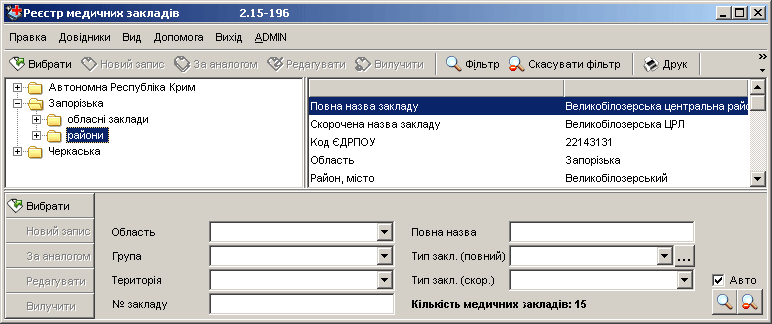 Реєстр медичних закладів 2.15-196
Правка Довідники Вид Допомога Вихід ADMIN
Вибрати Новий запис За аналогом Редагувати Вилучити Фільтр Скасувати фільтр Друк
Автономна Республіка Крим
Запорізька
обласні заклади
райони
Черкаська
Повна назва закладу Великобілозерська центральна райо
Скорочена назва закладу Великобілозерська ЦРЛ
Код ЄДРПОУ 22143131
Область Запорізька
Район, місто Великобілозерський
Вибрати
Новий запис
За аналогом
Редагувати
Вилучити
Область
Група
Територія
№ закладу
Повна назва
Тип закл. (повний) ...
Тип закл. (скор.)
Кількість медичних закладів: 15
Авто